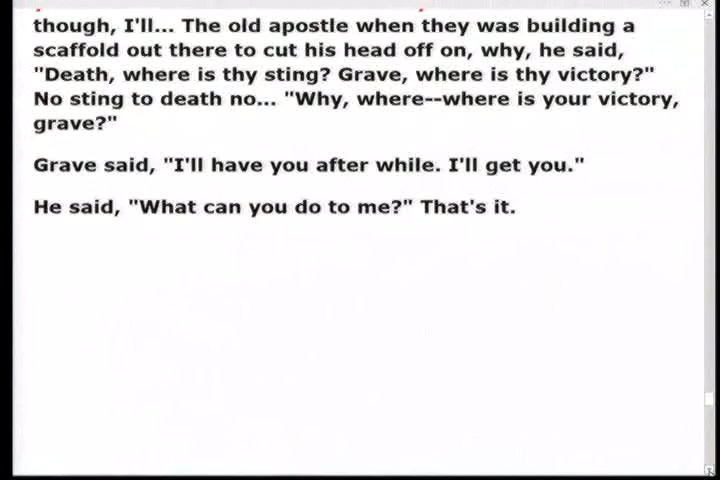 though, I'll... The old apostle when they was building a
scaffold out there to cut his head off on, why, he said,
"Death, where is thy sting? Grave, where is thy victory?"
No sting to death no... "Why, where--where is your victory,
grave?"
Grave said, "I'll have you after while. I'll get you."
He said, "What can you do to me?" That's it.